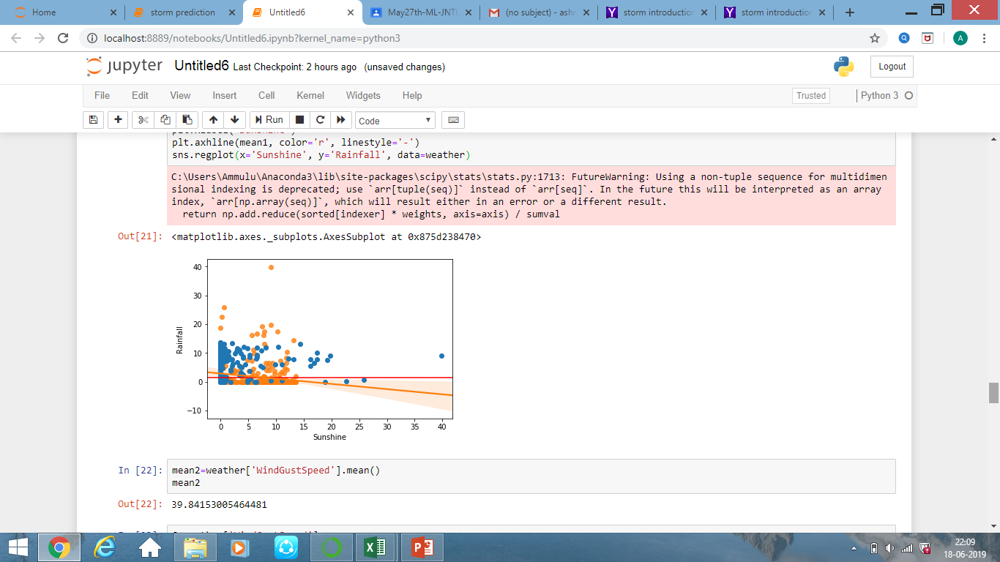 Home
storm prediction
Untitled6
May27th-ML-JNTU
(no subject) - ashr
storm introduction
storm introduction
localhost:8889/notebooks/Untitled6.ipynb?kernel_name=python3
A
jupyter Untitled6 Last Checkpoint: 2 hours ago (unsaved changes)
Logout
File Edit View Insert Cell Kernel Widgets Help
Trusted
Python 3
Run
Code
plt.axhline(mean1, color='r', linestyle='-')
sns.regplot(x='Sunshine', y='Rainfall', data=weather)
C:\Users\Ammulu\Anaconda3\lib\site-packages\scipy\stats\stats.py:1713: FutureWarning: Using a non-tuple sequence for multidimen
sional indexing is deprecated; use `arr[tuple(seq)]` instead of `arr[seq]`. In the future this will be interpreted as an array
index, `arr[np.array(seq)]`, which will result either in an error or a different result.
return np.add.reduce(sorted[indexer] * weights, axis=axis) / sumval
Out[21]: <matplotlib.axes._subplots.AxesSubplot at 0x875d238470>
40
30
20
10
0
−10
Rainfall
0 5 10 15 20 25 30 35 40
Sunshine
In [22]: mean2=weather['WindGustSpeed'].mean()
mean2
Out[22]: 39.84153005464481
22:09
18-06-2019